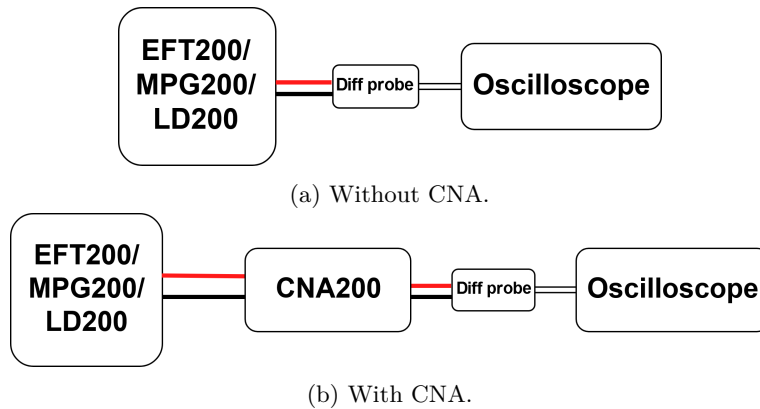 EFT200/
MPG200/
LD200
Diff probe
Oscilloscope
(a) Without CNA.
EFT200/
MPG200/
LD200
CNA200
Diff probe
Oscilloscope
(b) With CNA.